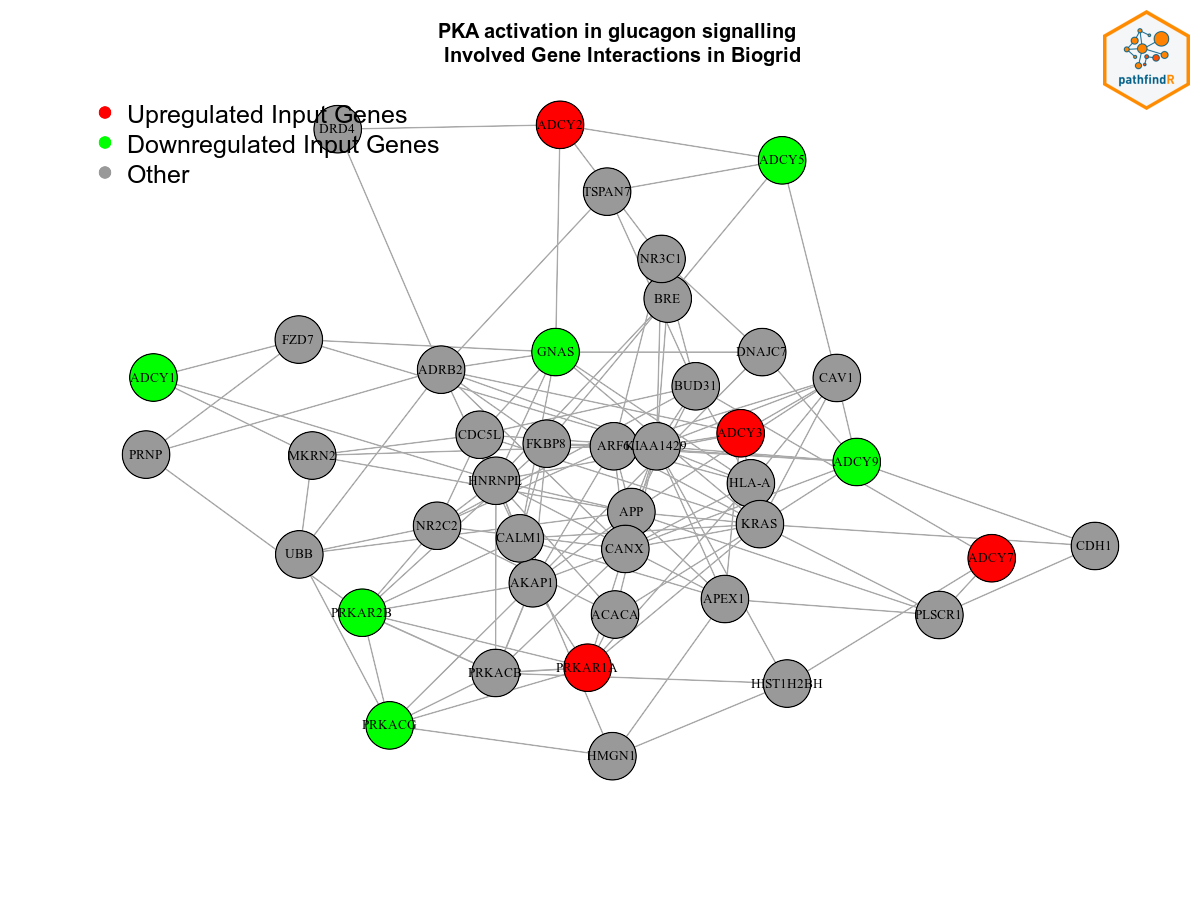 PKA activation in glucagon signalling
Involved Gene Interactions in Biogrid
pathfindR
Upregulated Input Genes
Downregulated Input Genes
Other
DRD4
ADCY2
ADCY5
TSPAN7
NR3C1
BRE
FZD7
GNAS
DNAJC7
ADCY1
ADRB2
BUD31
CAV1
PRNP
MKRN2
CDC5L
FKBP8
ARF6
KIAA1429
ADCY3
ADCY9
HNRNPL
HLA-A
NR2C2
CALM1
APP
KRAS
UBB
CANX
ADCY7
CDH1
AKAP1
PRKAR2B
ACACA
APEX1
PLSCR1
PRKACB
PRKAR1A
HIST1H2BH
PRKACG
HMGN1